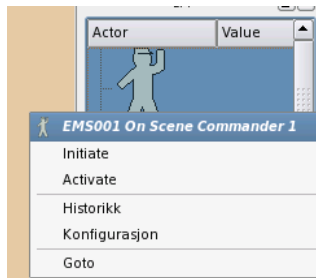 Actor Value
EMS001 On Scene Commander 1
Initiate
Activate
Historikk
Konfigurasjon
Goto